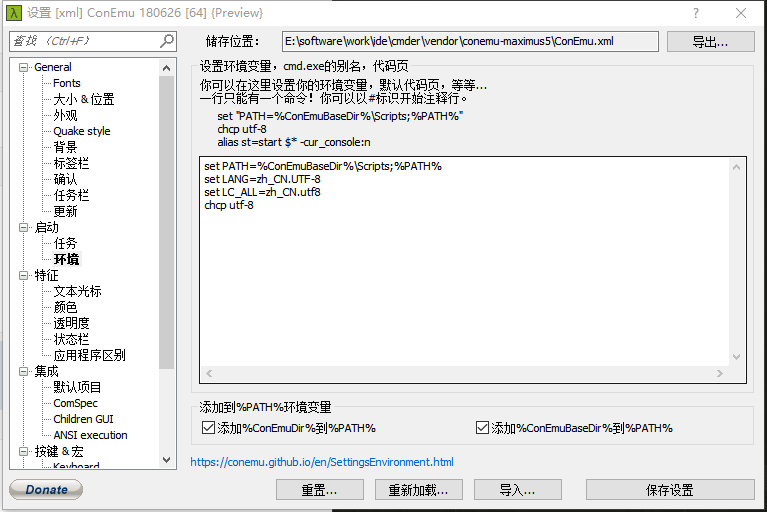 设置 [xml] ConEmu 180626 [64] {Preview}
查找 (Ctrl+F)
储存位置：
E:\software\work\ide\cmder\vendor\conemu-maximus5\ConEmu.xml
导出...
General
Fonts
大小 & 位置
外观
Quake style
背景
标签栏
确认
任务栏
更新
启动
任务
环境
特征
文本光标
颜色
透明度
状态栏
应用程序区别
集成
默认项目
ComSpec
Children GUI
ANSI execution
按键 & 宏
Keyboard
设置环境变量，cmd.exe的别名，代码页
你可以在这里设置你的环境变量，默认代码页，等等...
一行只能有一个命令！你可以以#标识开始注释行。
set "PATH=%ConEmuBaseDir%\Scripts;%PATH%"
chcp utf-8
alias st=start $* -cur_console:n
set PATH=%ConEmuBaseDir%\Scripts;%PATH%
set LANG=zh_CN.UTF-8
set LC_ALL=zh_CN.utf8
chcp utf-8
添加到%PATH%环境变量
添加%ConEmuDir%到%PATH%
添加%ConEmuBaseDir%到%PATH%
https://conemu.github.io/en/SettingsEnvironment.html
Donate
重置...
重新加载...
导入...
保存设置